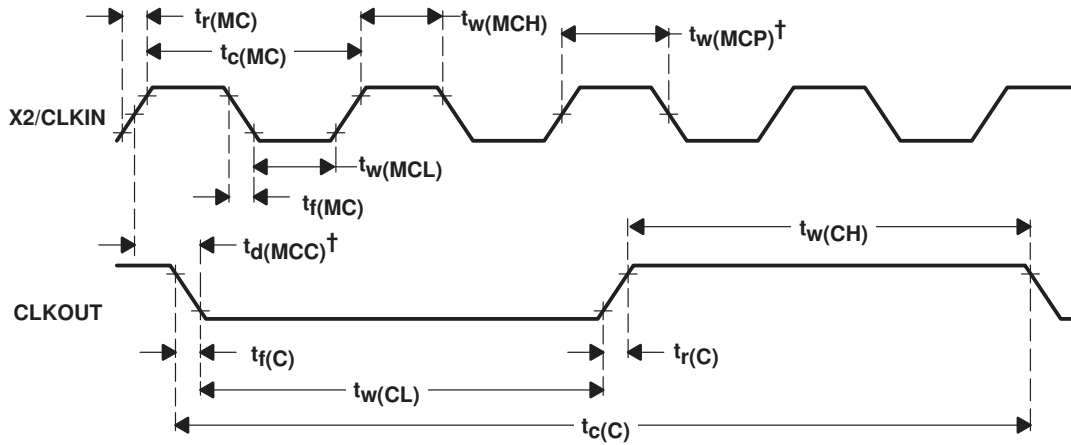 tr(MC)
tw(MCH)
tw(MCP)†
tc(MC)
X2/CLKIN
tw(MCL)
tf(MC)
td(MCC)†
tw(CH)
CLKOUT
tf(C)
tr(C)
tw(CL)
tc(C)